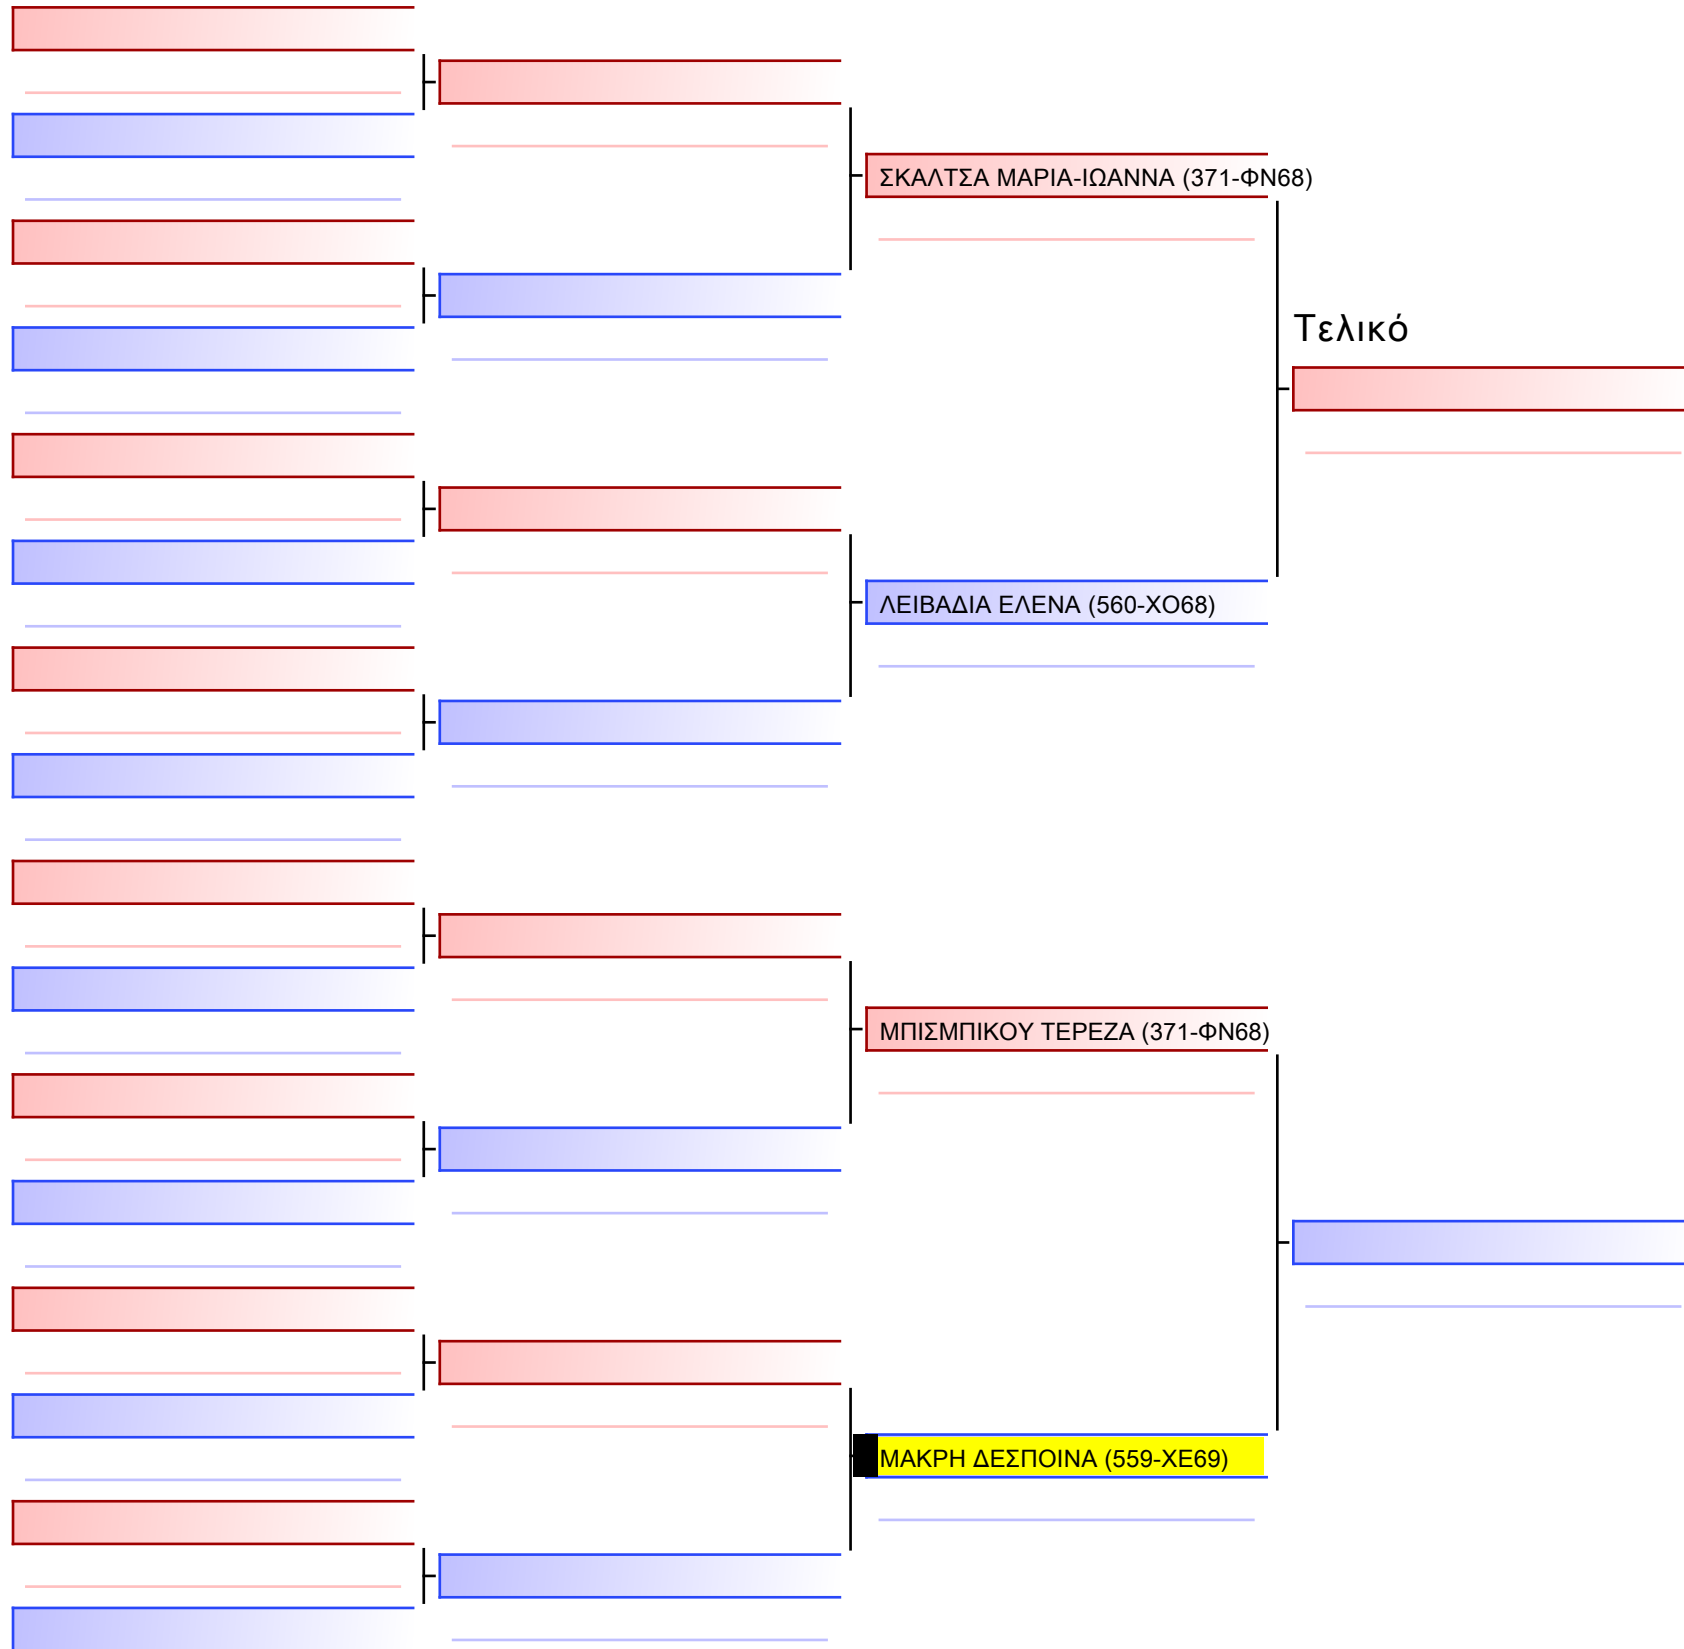 ΣΚΑΛΤΣΑ ΜΑΡΙΑ-ΙΩΑΝΝΑ (371-ΦΝ68)
Τελικό
ΛΕΙΒΑΔΙΑ ΕΛΕΝΑ (560-ΧΟ68)
ΜΠΙΣΜΠΙΚΟΥ ΤΕΡΕΖΑ (371-ΦΝ68)
ΜΑΚΡΗ ΔΕΣΠΟΙΝΑ (559-ΧΕ69)